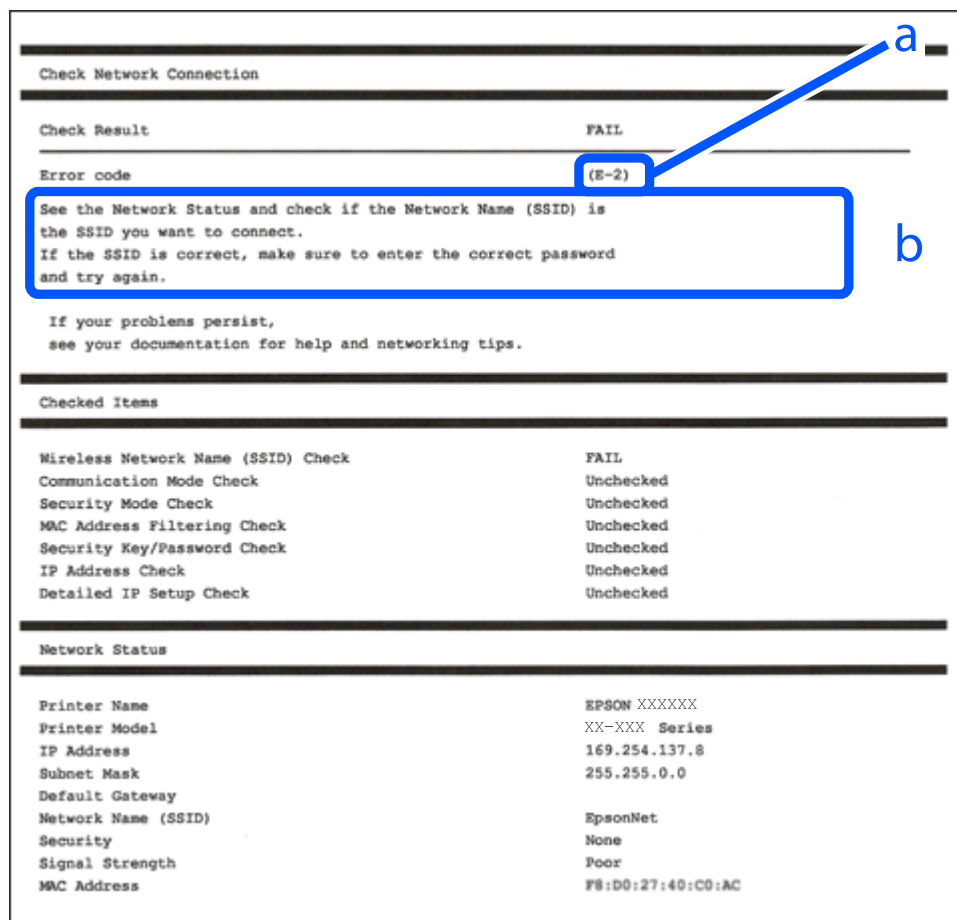 a
Check Network Connection
Check Result FAIL
Error code (E-2)
See the Network Status and check if the Network Name (SSID) is
the SSID you want to connect.
If the SSID is correct, make sure to enter the correct password
and try again.
b
If your problems persist,
see your documentation for help and networking tips.
Checked Items
Wireless Network Name (SSID) Check FAIL
Communication Mode Check Unchecked
Security Mode Check Unchecked
MAC Address Filtering Check Unchecked
Security Key/Password Check Unchecked
IP Address Check Unchecked
Detailed IP Setup Check Unchecked
Network Status
Printer Name EPSON XXXXXX
Printer Model XX-XXX Series
IP Address 169.254.137.8
Subnet Mask 255.255.0.0
Default Gateway
Network Name (SSID) EpsonNet
Security None
Signal Strength Poor
MAC Address F8:D0:27:40:C0:AC